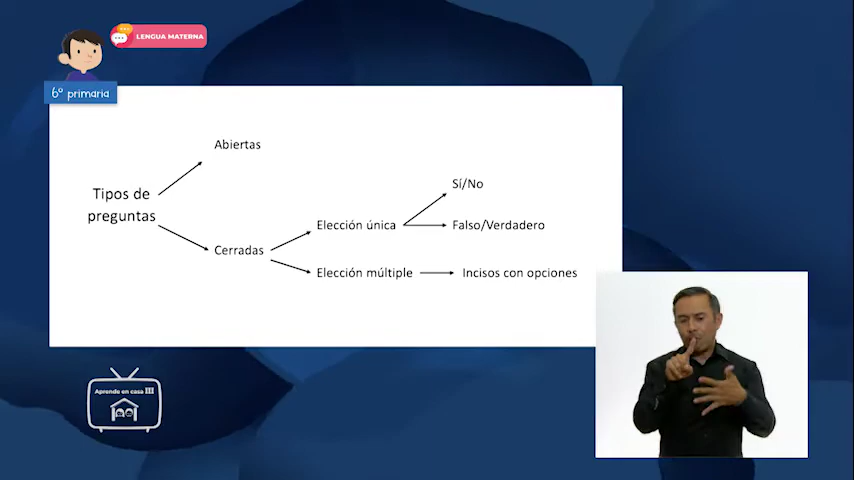 LENGUA MATERNA
6º primaria
Abiertas
Tipos de
preguntas
Cerradas
Elección única
Sí/No
Falso/Verdadero
Elección múltiple
Incisos con opciones
Aprende en casa III